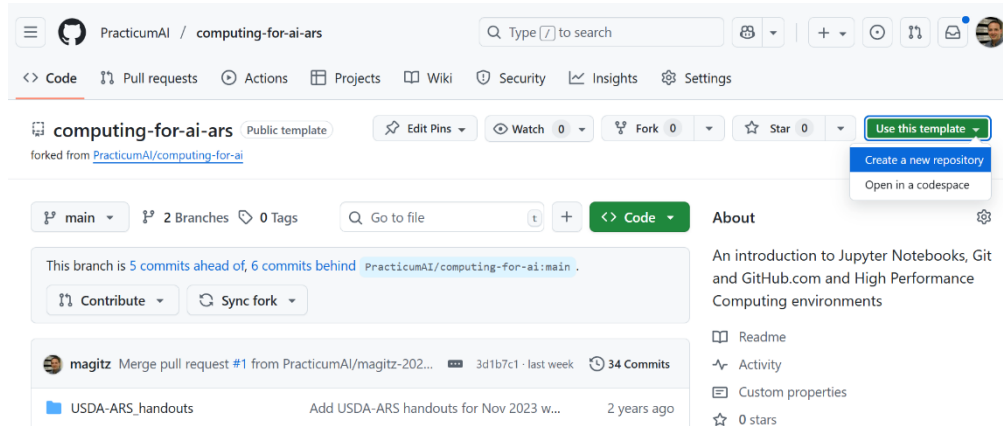 PracticumAI / computing-for-ai-ars
Type / to search
<> Code Pull requests Actions Projects Wiki Security Insights Settings
computing-for-ai-ars Public template
Edit Pins Watch 0 Fork 0 Star 0 Use this template
forked from PracticumAI/computing-for-ai
Create a new repository
Open in a codespace
main 2 Branches 0 Tags
Go to file t + <> Code
About
This branch is 5 commits ahead of, 6 commits behind PracticumAI/computing-for-ai:main .
Contribute Sync fork
An introduction to Jupyter Notebooks, Git
and GitHub.com and High Performance
Computing environments
magitz Merge pull request #1 from PracticumAI/magitz-202... 3d1b7c1 · last week 34 Commits
USDA-ARS_handouts Add USDA-ARS handouts for Nov 2023 w... 2 years ago
Readme
Activity
Custom properties
0 stars